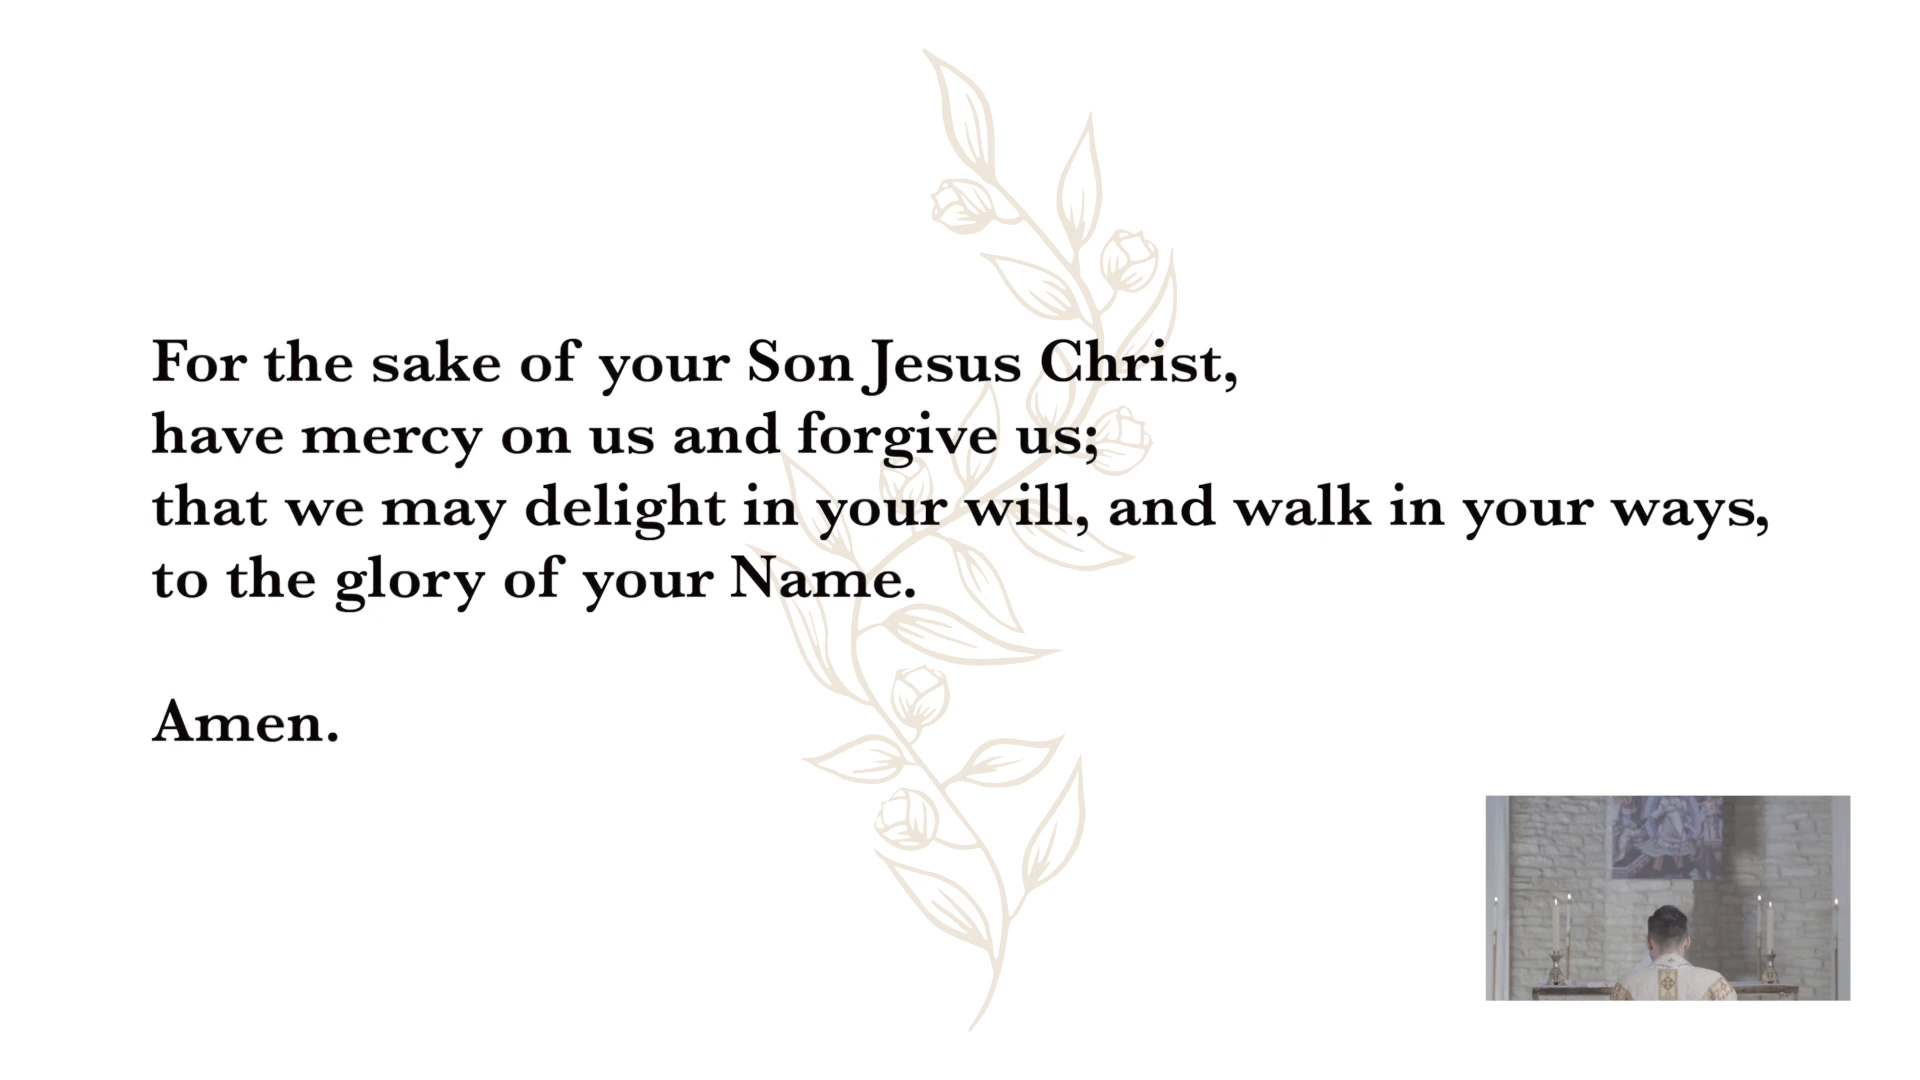 For the sake of your Son Jesus Christ,
have mercy on us and forgive us;
that we may delight in your will, and walk in your ways,
to the glory of your Name.
Amen.